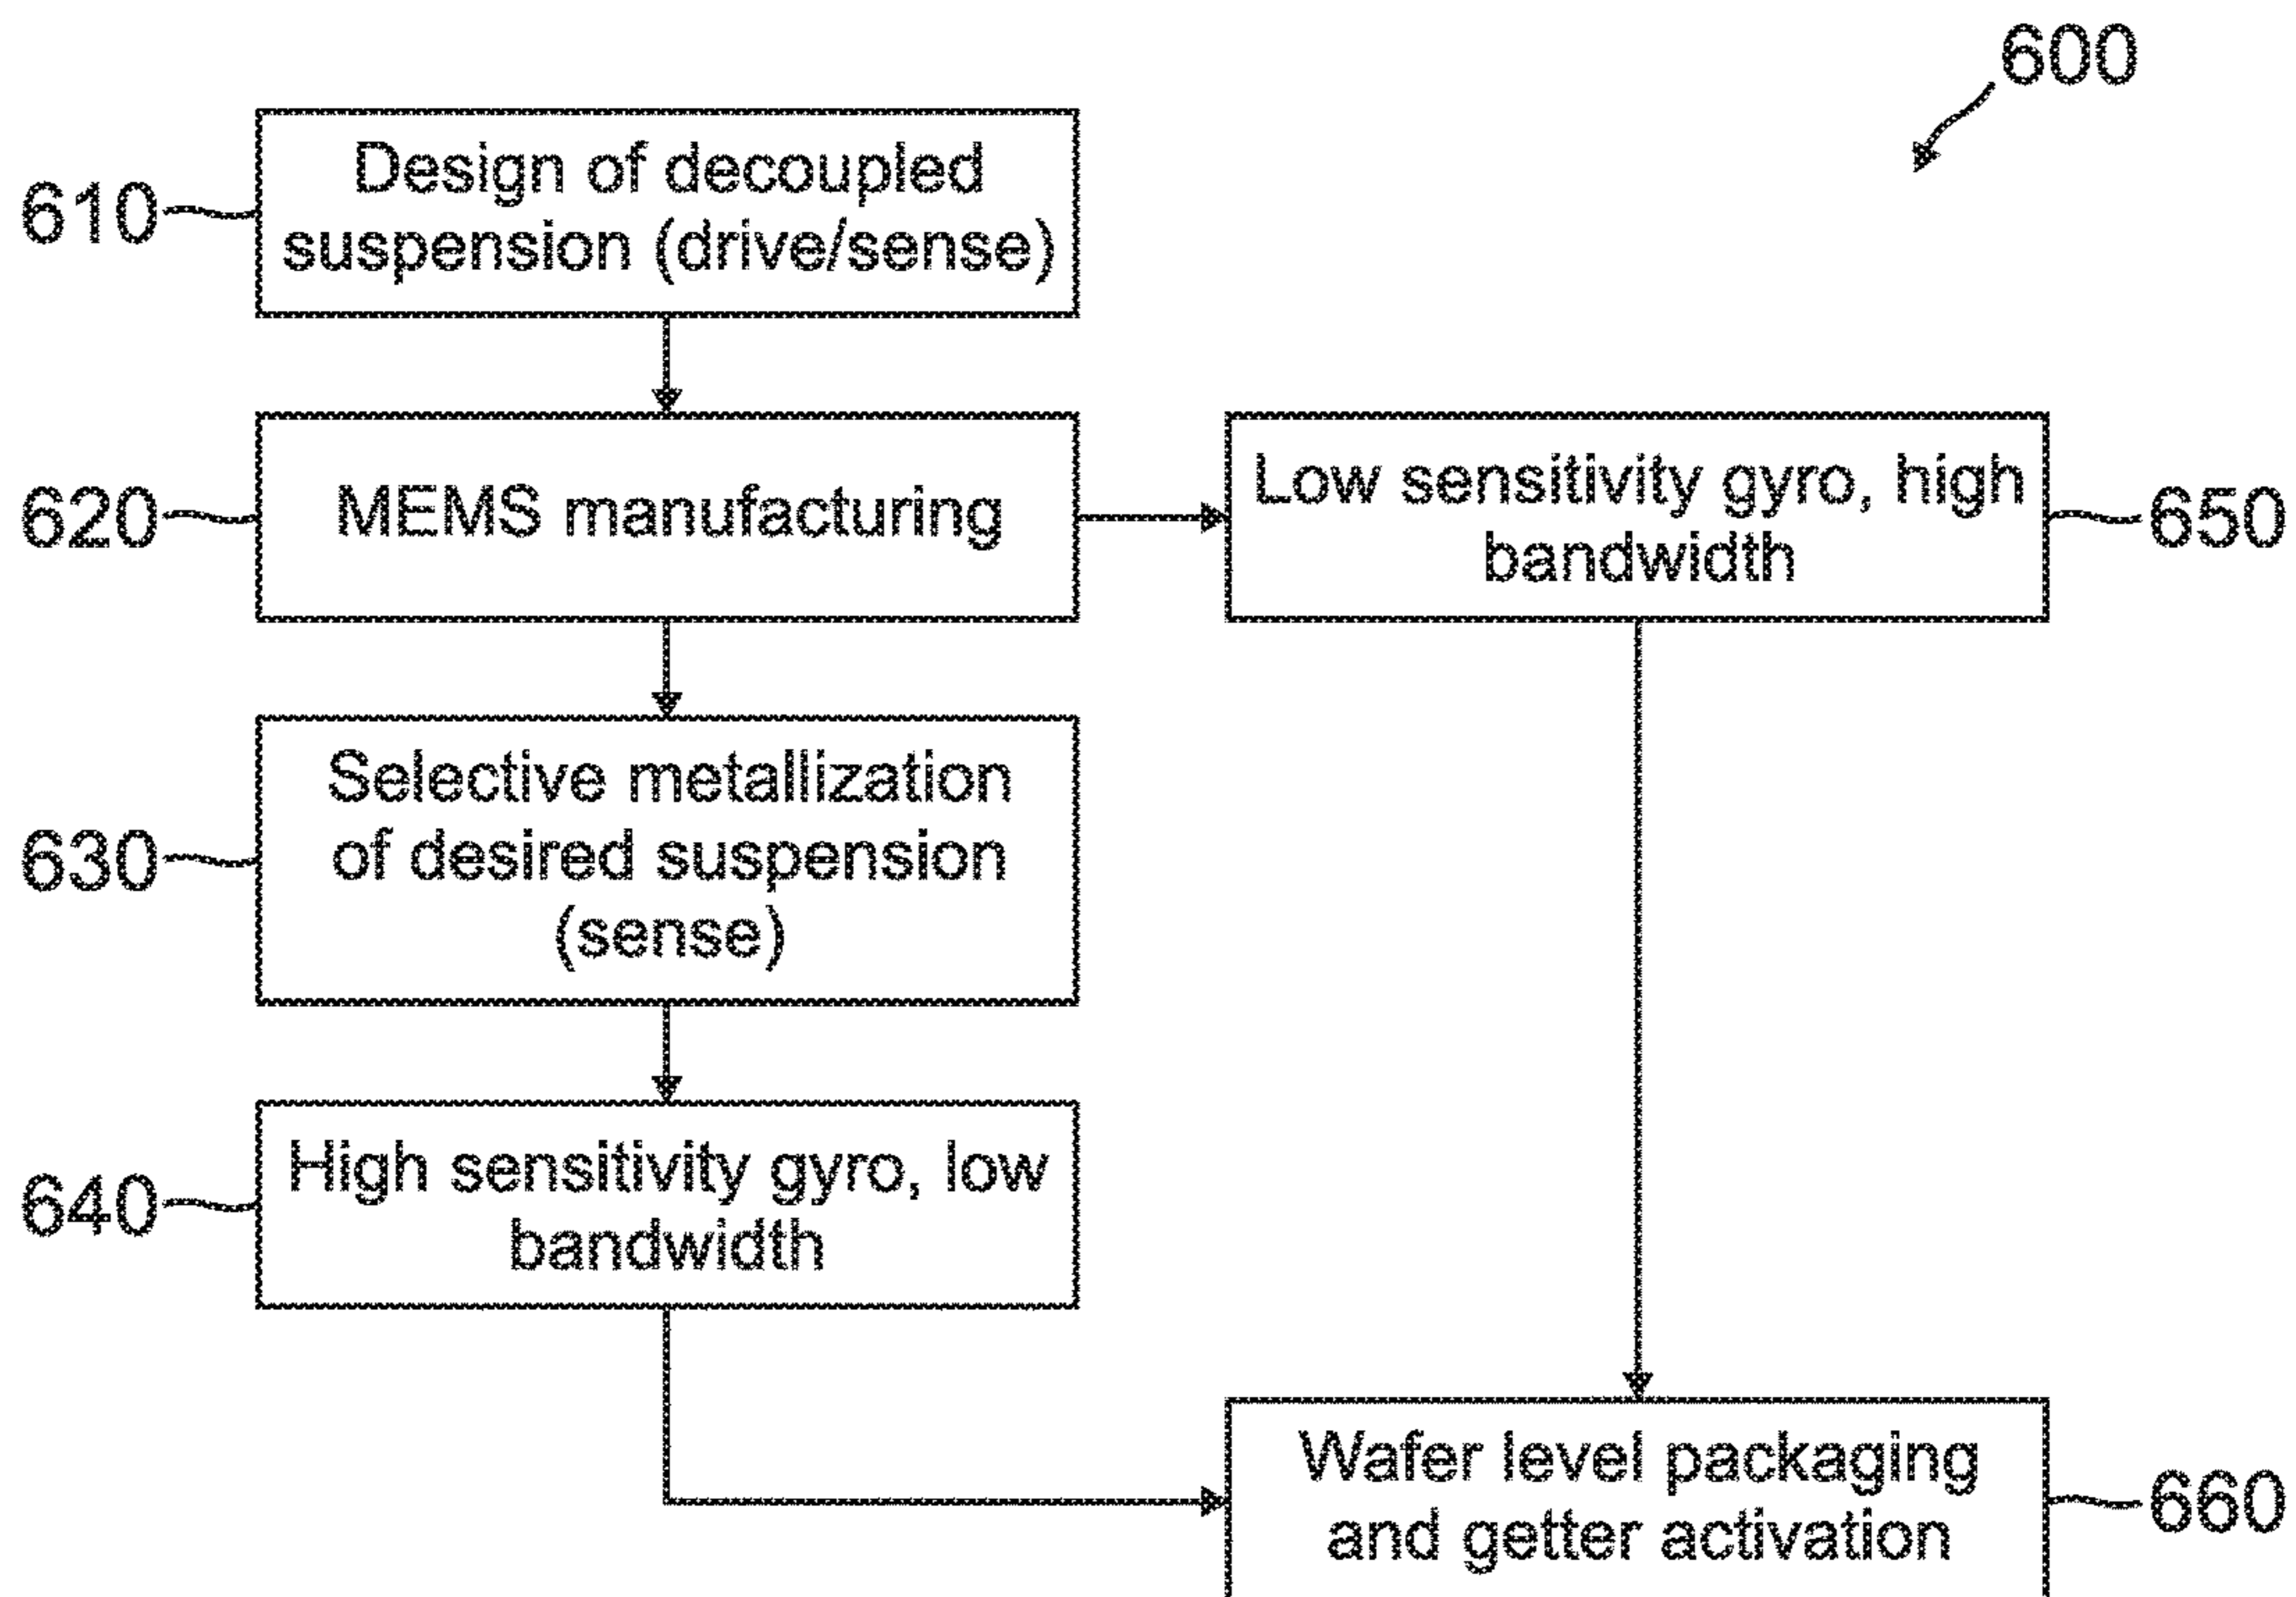 600
610
Design of decoupled
suspension (drive/sense)
620
MEMS manufacturing
Low sensitivity gyro, high
bandwidth
650
630
Selective metallization
of desired suspension
(sense)
640
High sensitivity gyro, low
bandwidth
Wafer level packaging
and getter activation
660